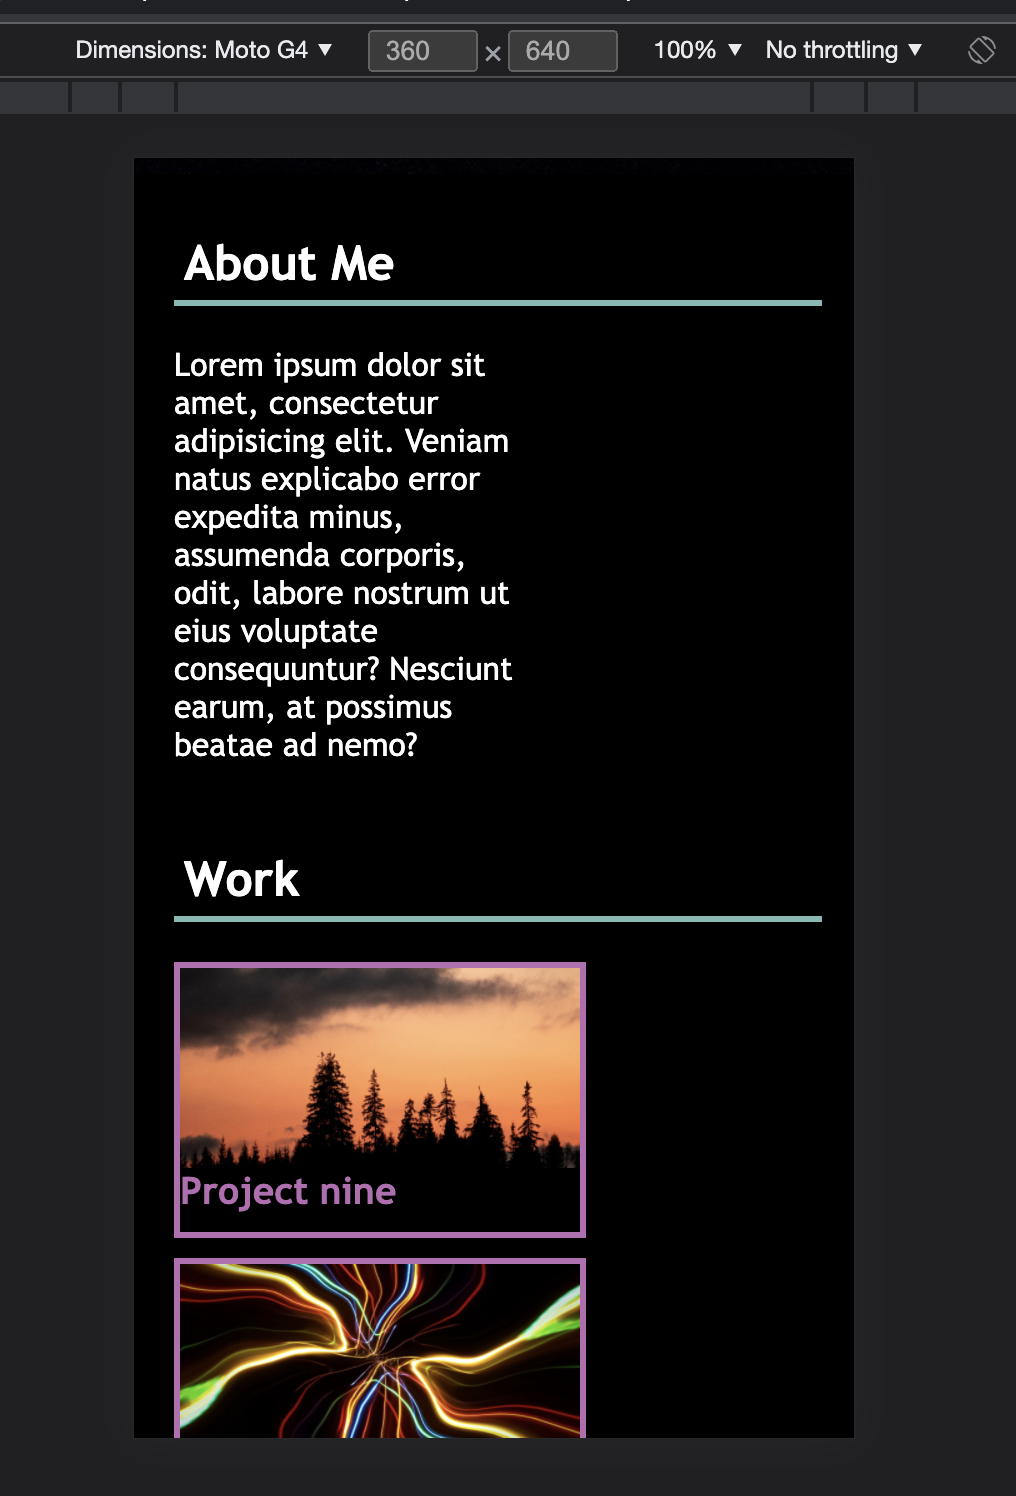 Dimensions: Moto G4 ▼ 360 × 640 100% ▼ No throttling ▼
About Me
Lorem ipsum dolor sit
amet, consectetur
adipisicing elit. Veniam
natus explicabo error
expedita minus,
assumenda corporis,
odit, labore nostrum ut
eius voluptate
consequuntur? Nesciunt
earum, at possimus
beatae ad nemo?
Work
Project nine